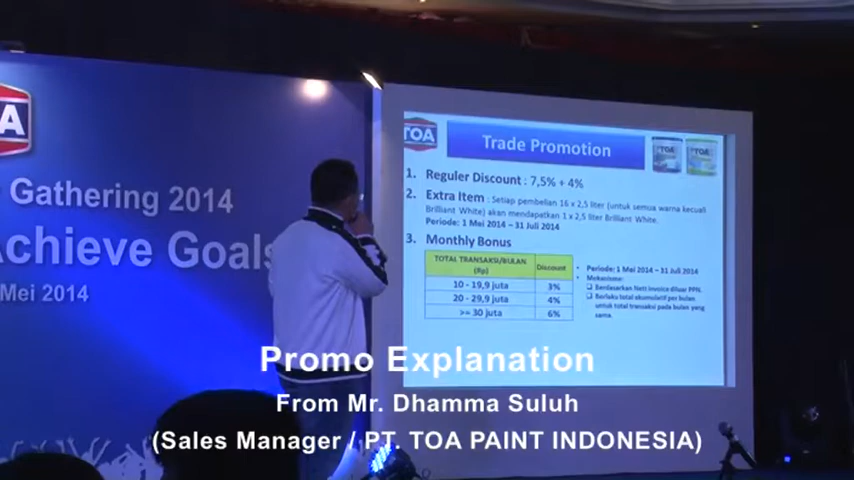 A
Gathering 2014
Achieve Goals
Mei 2014
TOA
Trade Promotion
TOA
TOA
1. Reguler Discount : 7,5% + 4%
2. Extra Item : Setiap pembelian 16 x 2,5 liter (untuk semua warna kecuali
Brilliant White) akan mendapatkan 1 x 2,5 liter Brilliant White.
Periode: 1 Mei 2014 – 31 Juli 2014
3. Monthly Bonus
TOTAL TRANSAKSI/BULAN (Rp) Discount
10 - 19,9 juta 3%
20 - 29,9 juta 4%
>= 30 juta 6%
• Periode: 1 Mei 2014 – 31 Juli 2014
• Mekanisme:
Berdasarkan Nett Invoice diluar PPN.
Berlaku total akumulatif per bulan
untuk total transaksi pada bulan yang
sama.
Promo Explanation
From Mr. Dhamma Suluh
(Sales Manager / PT. TOA PAINT INDONESIA)